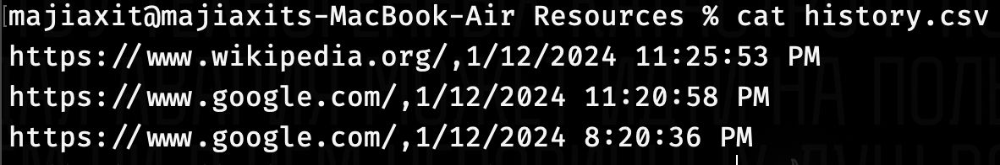 majiaxit@majiaxits-MacBook-Air Resources % cat history.csv
https://www.wikipedia.org/,1/12/2024 11:25:53 PM
https://www.google.com/,1/12/2024 11:20:58 PM
https://www.google.com/,1/12/2024 8:20:36 PM